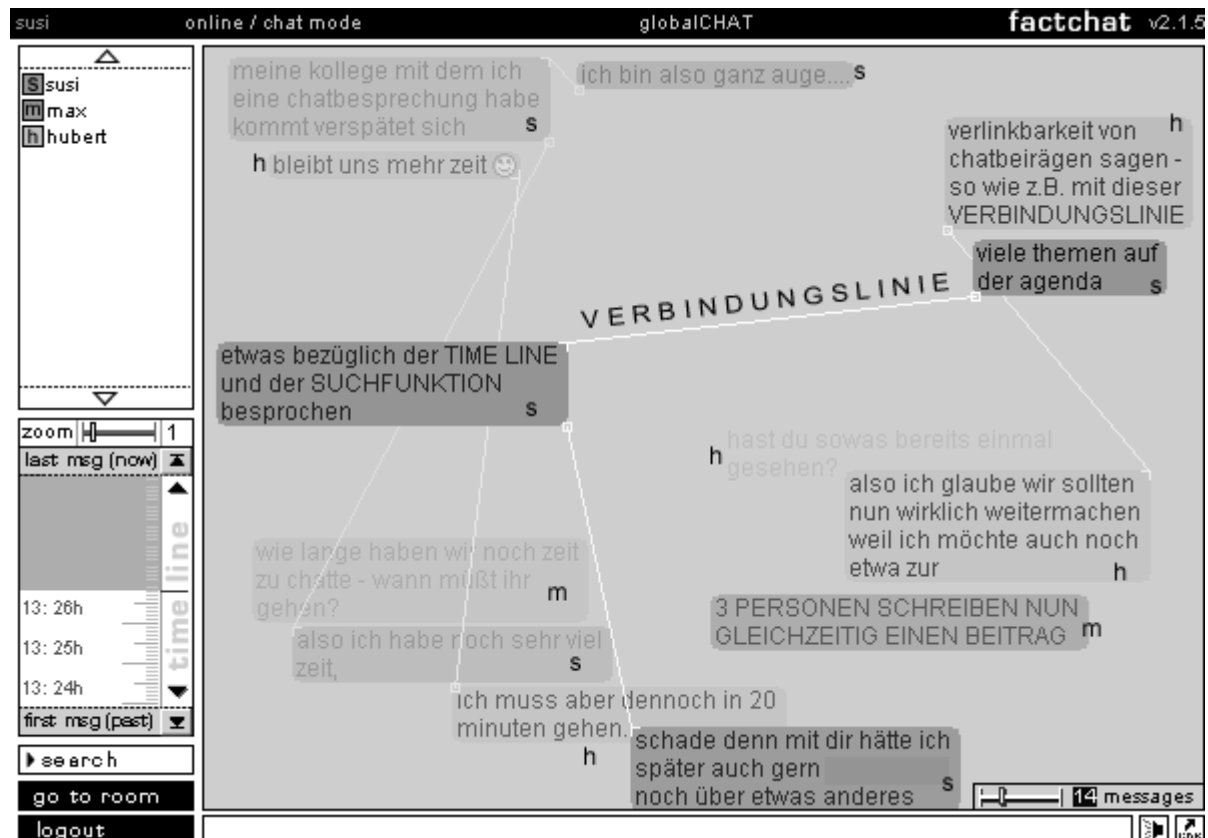 susi online / chat mode globalCHAT factchat v2.1.5
s susi
m max
h hubert
zoom 1
last msg (now)
time line
13: 26h
13: 25h
13: 24h
first msg (past)
search
go to room
logout
meine kollege mit dem ich
eine chatbesprechung habe
kommt verspätet sich s
ich bin also ganz auge.... s
h bleibt uns mehr zeit
verlinkbarkeit von h
chatbeirägen sagen -
so wie z.B. mit dieser
VERBINDUNGSLINIE
viele themen auf
der agenda s
VERBINDUNGSLINIE
etwas bezüglich der TIME LINE
und der SUCHFUNKTION
besprochen s
hast du sowas bereits einmal
h gesehen?
also ich glaube wir sollten
nun wirklich weitermachen
weil ich möchte auch noch
etwa zur h
wie lange haben wir noch zeit
zu chatte - wann müßt ihr
gehen? m
3 PERSONEN SCHREIBEN NUN
GLEICHZEITIG EINEN BEITRAG m
also ich habe noch sehr viel
zeit, s
ich muss aber dennoch in 20
minuten gehen.
h
schade denn mit dir hätte ich
später auch gern
noch über etwas anderes s
14 messages